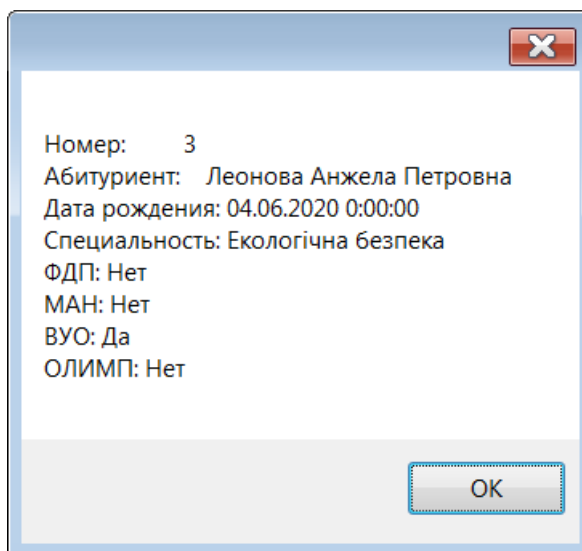 Номер: 3
Абитуриент: Леонова Анжела Петровна
Дата рождения: 04.06.2020 0:00:00
Специальность: Екологічна безпека
ФДП: Нет
МАН: Нет
ВУО: Да
ОЛИМП: Нет
OK